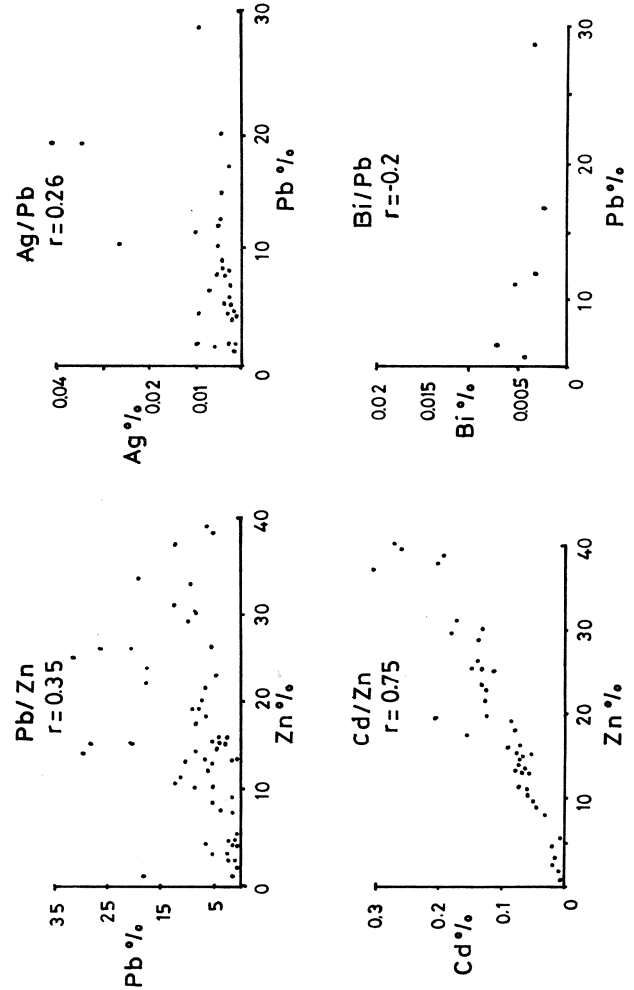 Pb/Zn
r=0.35
Pb%
35
25
15
5
0
10
20
30
40
Zn%
Ag/Pb
r=0.26
Ag%
0.04
0.02
0.01
0
10
20
30
Pb%
Cd/Zn
r=0.75
Cd%
0.3
0.2
0.1
0
10
20
30
40
Zn%
Bi/Pb
r=-0.2
Bi%
0.02
0.015
0.005
0
10
20
30
Pb%